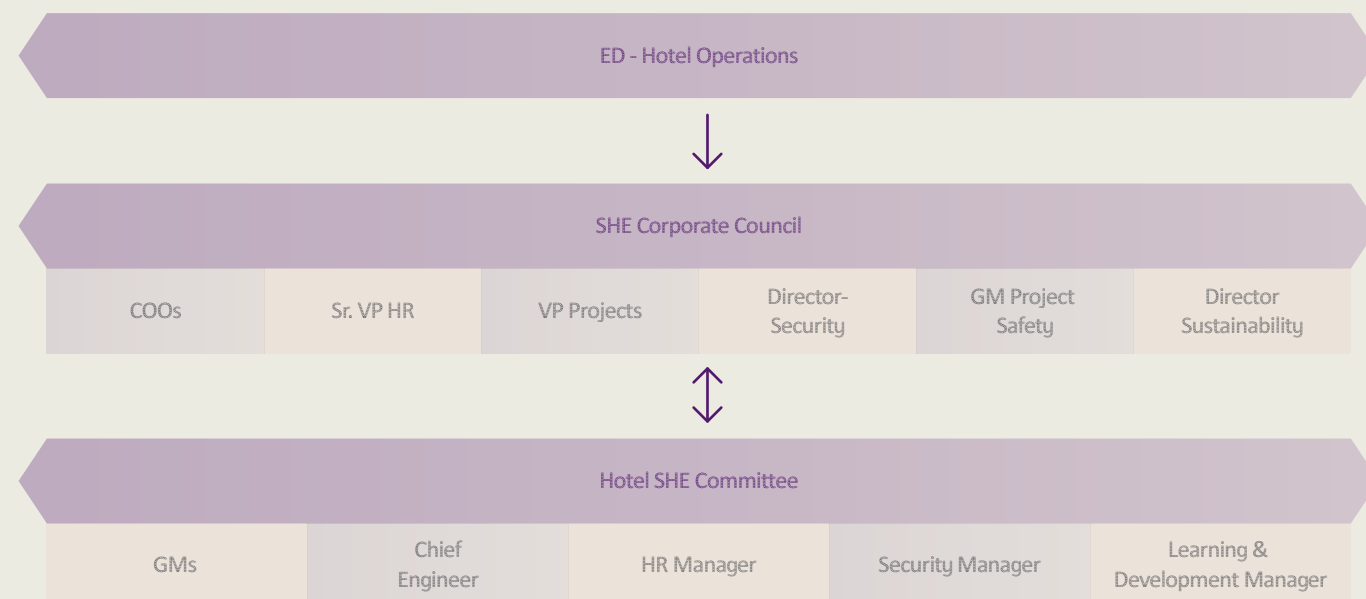 ED - Hotel Operations
SHE Corporate Council
COOs
Sr. VP HR
VP Projects
Director-
Security
GM Project
Safety
Director
Sustainability
Hotel SHE Committee
GMs
Chief
Engineer
HR Manager
Security Manager
Learning &
Development Manager